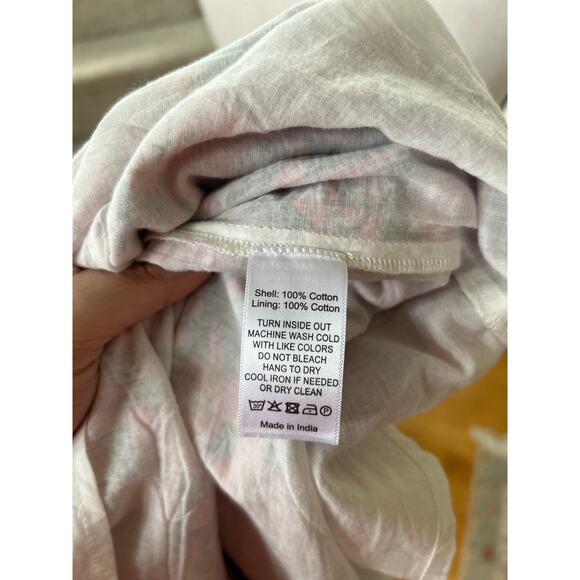 Shell: 100% Cotton
Lining: 100% Cotton
TURN INSIDE OUT
MACHINE WASH COLD
WITH LIKE COLORS
DO NOT BLEACH
HANG TO DRY
COOL IRON IF NEEDED
OR DRY CLEAN
Made in India